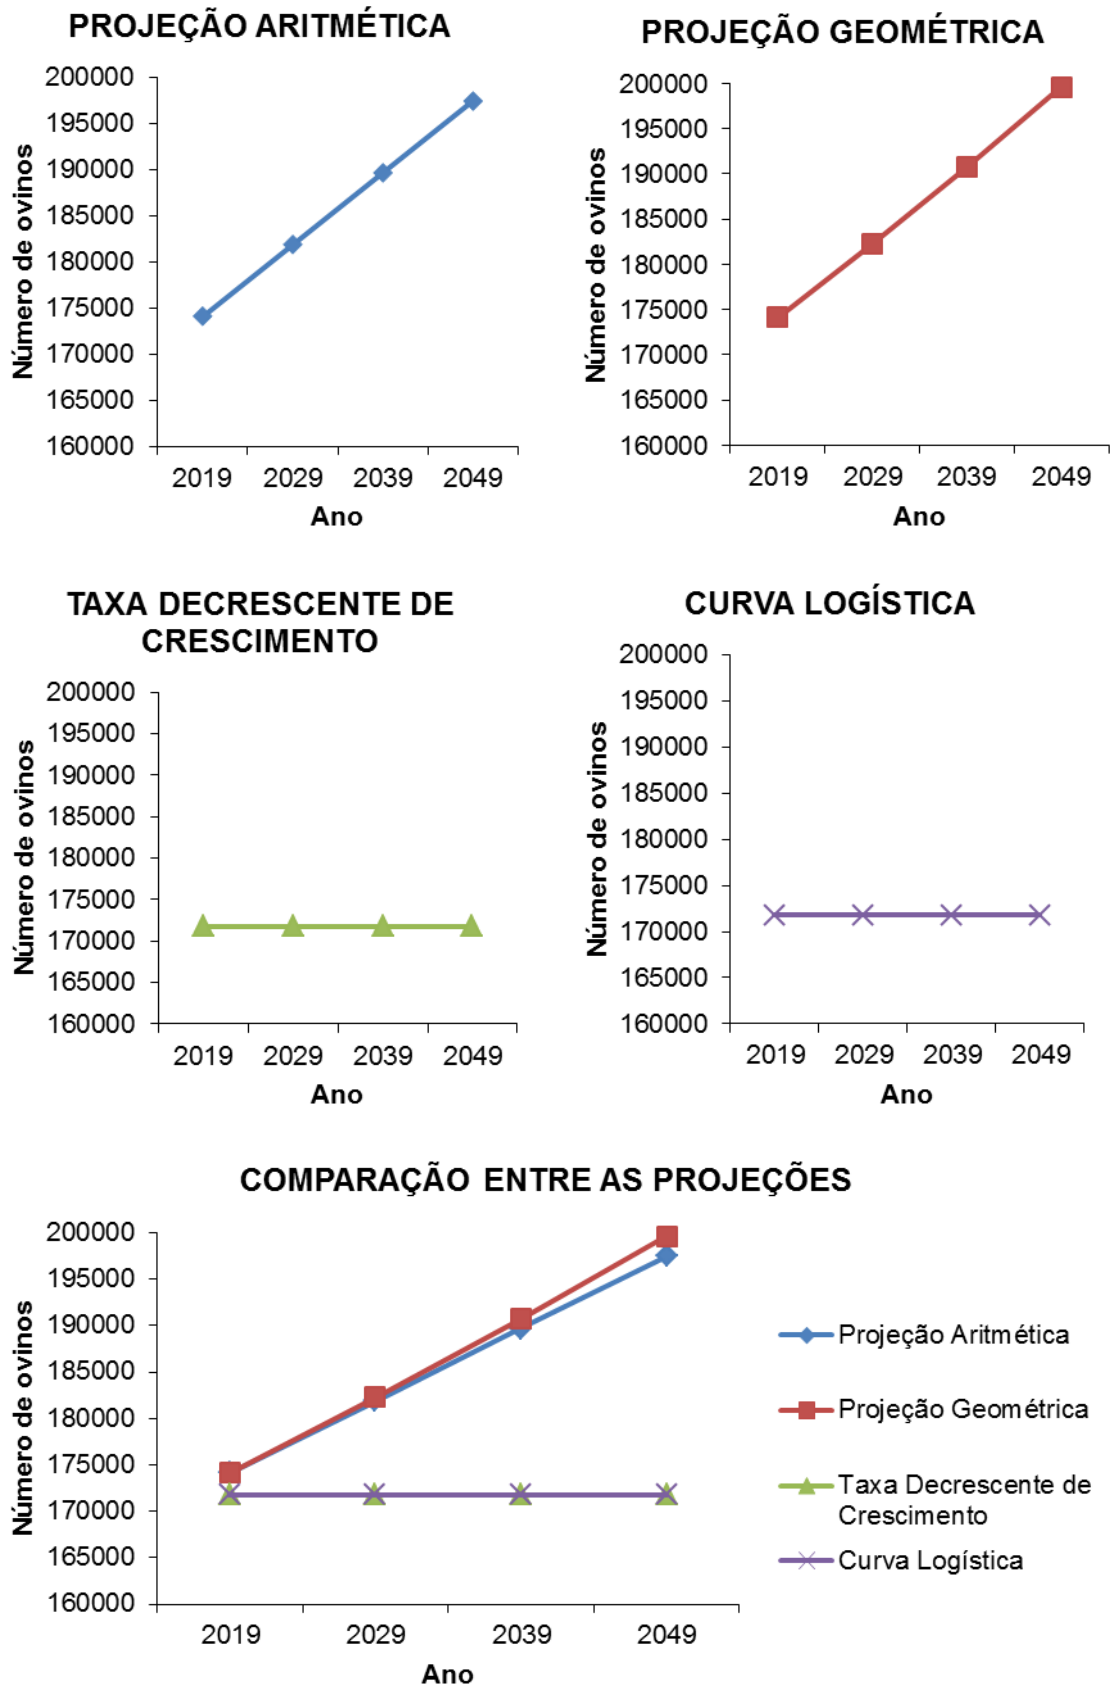 PROJEÇÃO ARITMÉTICA
Número de ovinos
200000
195000
190000
185000
180000
175000
170000
165000
160000
2019 2029 2039 2049
Ano
PROJEÇÃO GEOMÉTRICA
Número de ovinos
200000
195000
190000
185000
180000
175000
170000
165000
160000
2019 2029 2039 2049
Ano
TAXA DECRESCENTE DE
CRESCIMENTO
Número de ovinos
200000
195000
190000
185000
180000
175000
170000
165000
160000
2019 2029 2039 2049
Ano
CURVA LOGÍSTICA
Número de ovinos
200000
195000
190000
185000
180000
175000
170000
165000
160000
2019 2029 2039 2049
Ano
COMPARAÇÃO ENTRE AS PROJEÇÕES
Número de ovinos
200000
195000
190000
185000
180000
175000
170000
165000
160000
2019 2029 2039 2049
Ano
Projeção Aritmética
Projeção Geométrica
Taxa Decrescente de
Crescimento
Curva Logística